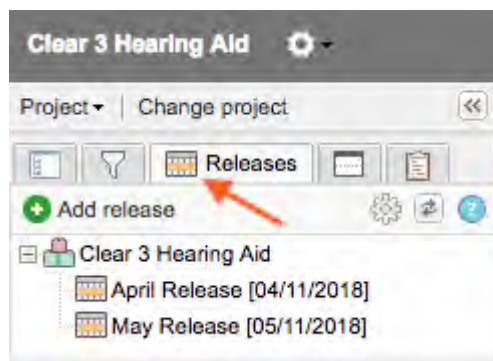 Clear 3 Hearing Aid
Project Change project
Releases
Add release
Clear 3 Hearing Aid
April Release [04/11/2018]
May Release [05/11/2018]